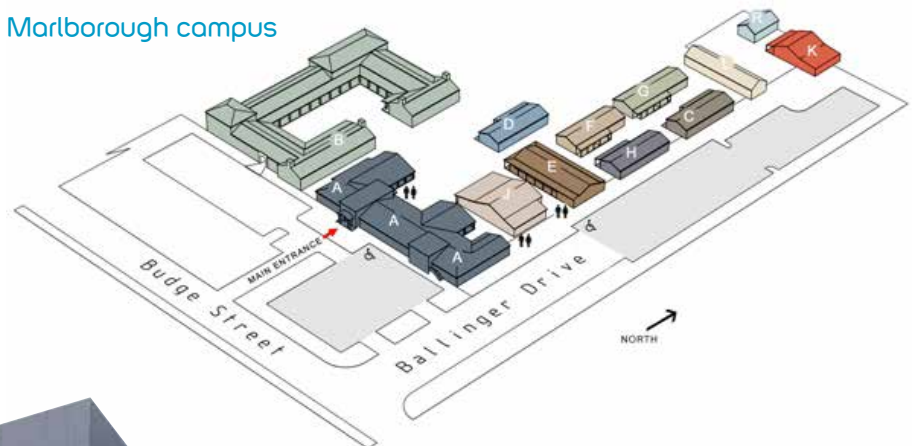 Marlborough campus
R
K
L
G
C
D
F
H
B
E
A
J
A
A
MAIN ENTRANCE
Budge Street
Ballinger Drive
NORTH